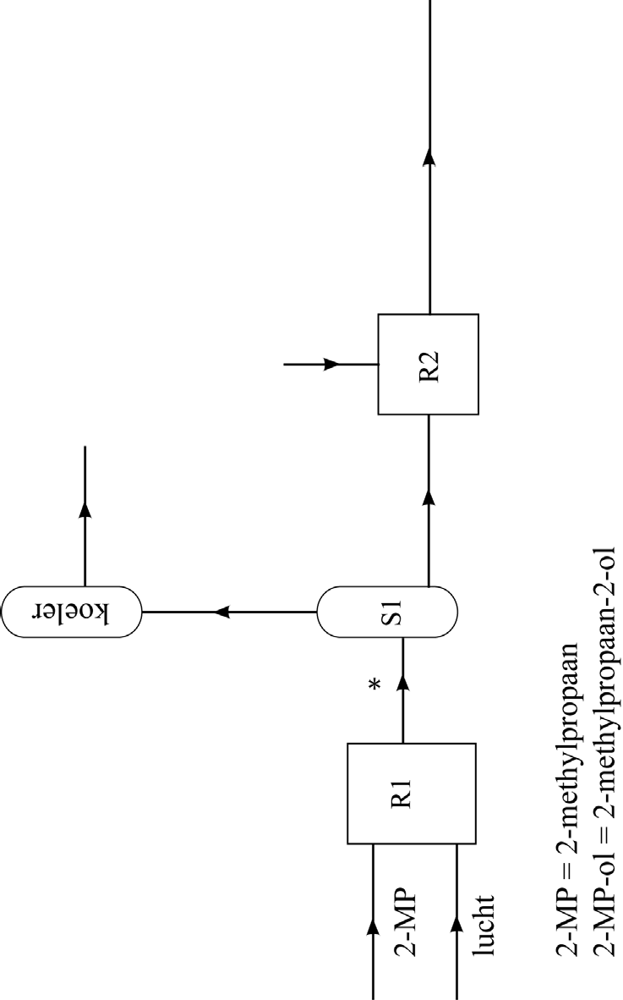 koeler
R2
S1
*
R1
2-MP
lucht
2-MP = 2-methylpropaan
2-MP-ol = 2-methylpropaan-2-ol